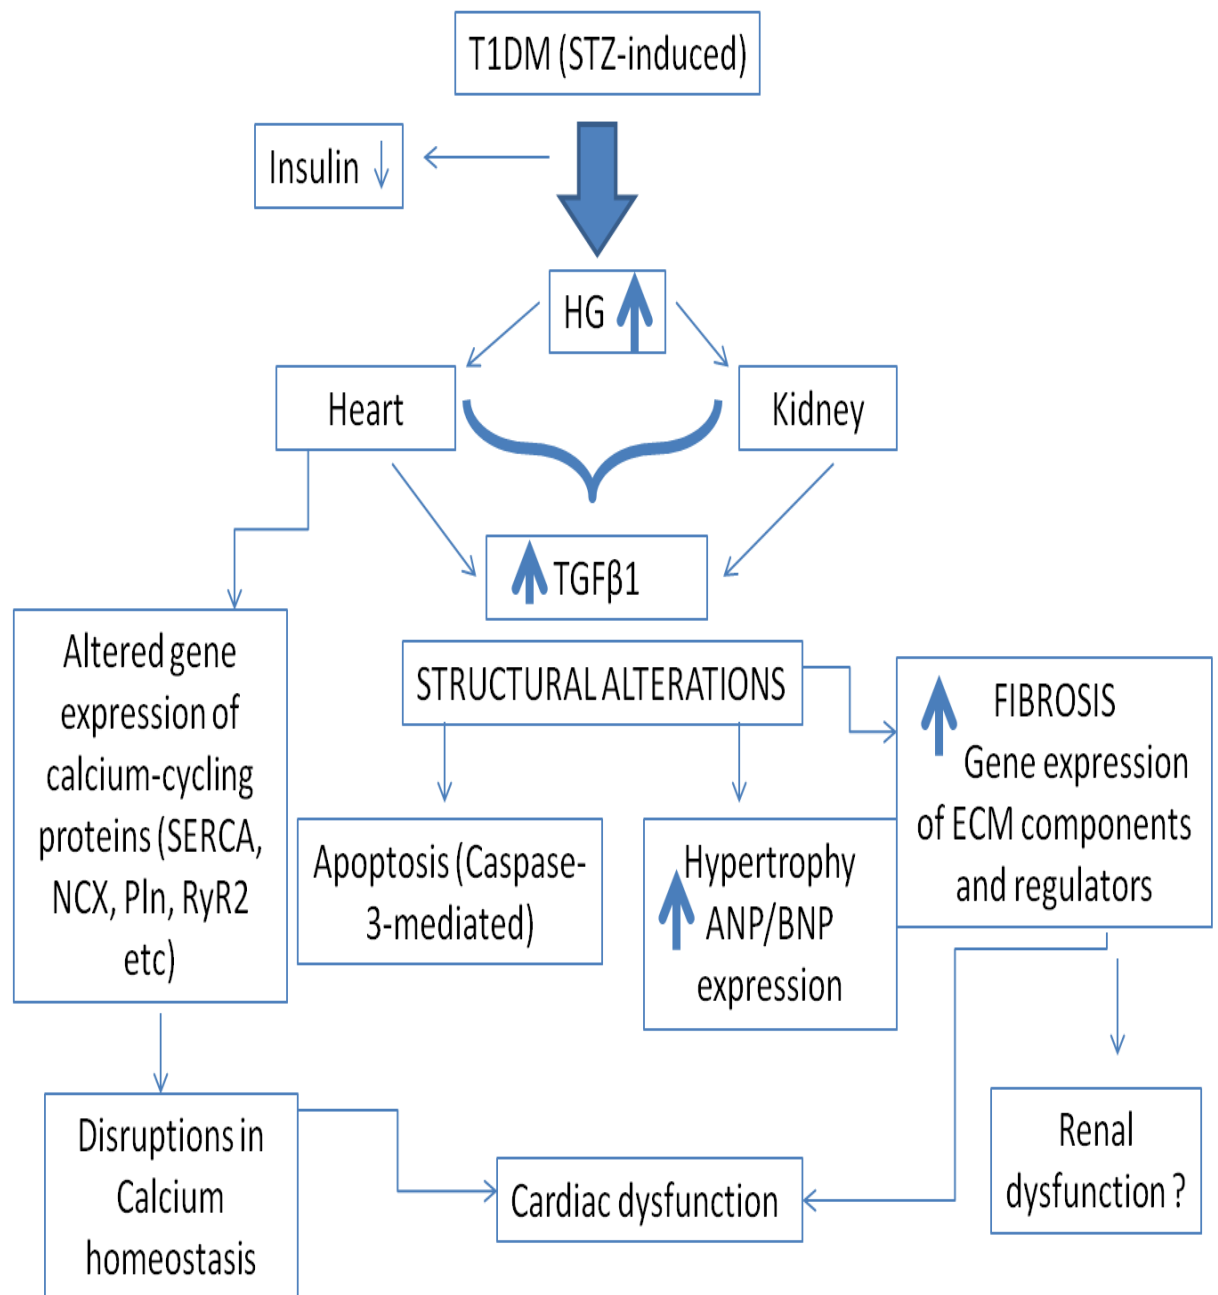 T1DM (STZ-induced)
Insulin
HG
Heart
Kidney
TGFβ1
STRUCTURAL ALTERATIONS
Altered gene
expression of
calcium-cycling
proteins (SERCA,
NCX, Pln, RyR2
etc)
FIBROSIS
Gene expression
of ECM components
and regulators
Apoptosis (Caspase-
3-mediated)
Hypertrophy
ANP/BNP
expression
Disruptions in
Calcium
homeostasis
Cardiac dysfunction
Renal
dysfunction ?